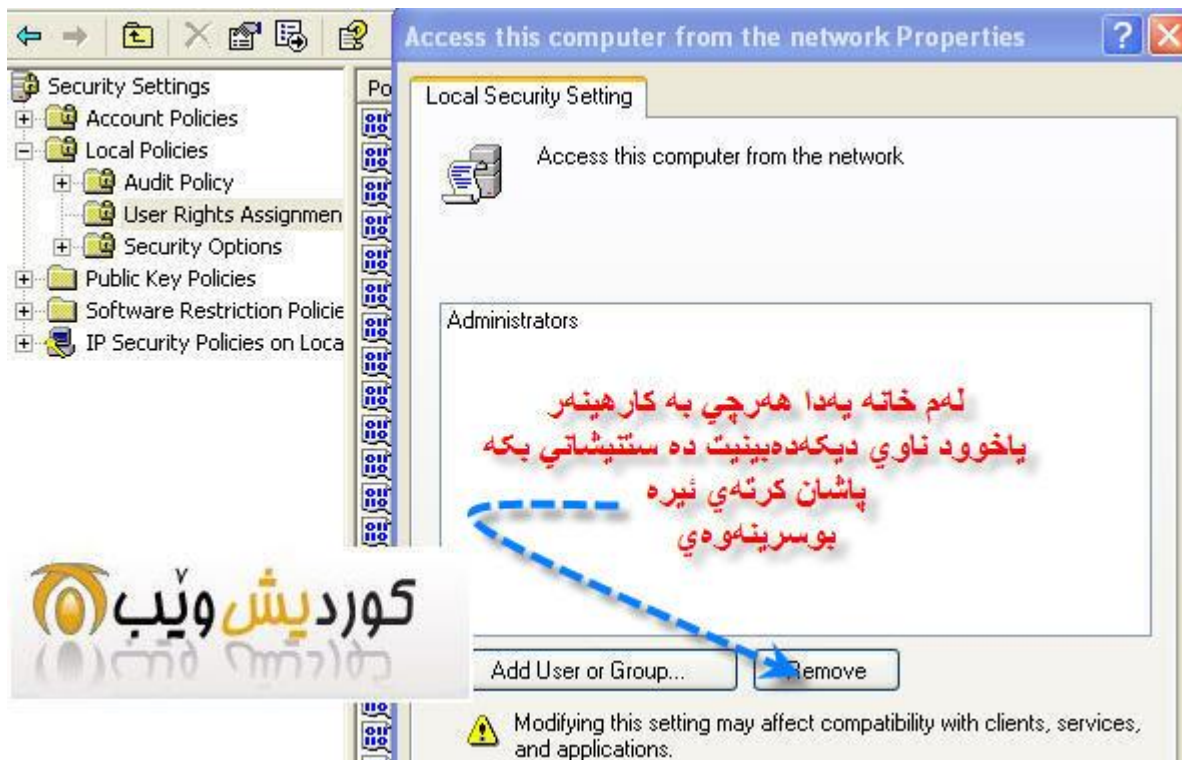 Access this computer from the network Properties
Security Settings
Account Policies
Local Policies
Audit Policy
User Rights Assignmen
Security Options
Public Key Policies
Software Restriction Policie
IP Security Policies on Loca
Po
Local Security Setting
Access this computer from the network
Administrators
لەم خانە یەدا هەرچي بە کارهینەر
یاخوود ناوي دیکەدەبینیت دە ستنیشاني بکە
پاشان کرتەي ئیرە
بوسرینەوەي
كوردیش وێب
Add User or Group...
Remove
Modifying this setting may affect compatibility with clients, services,
and applications.